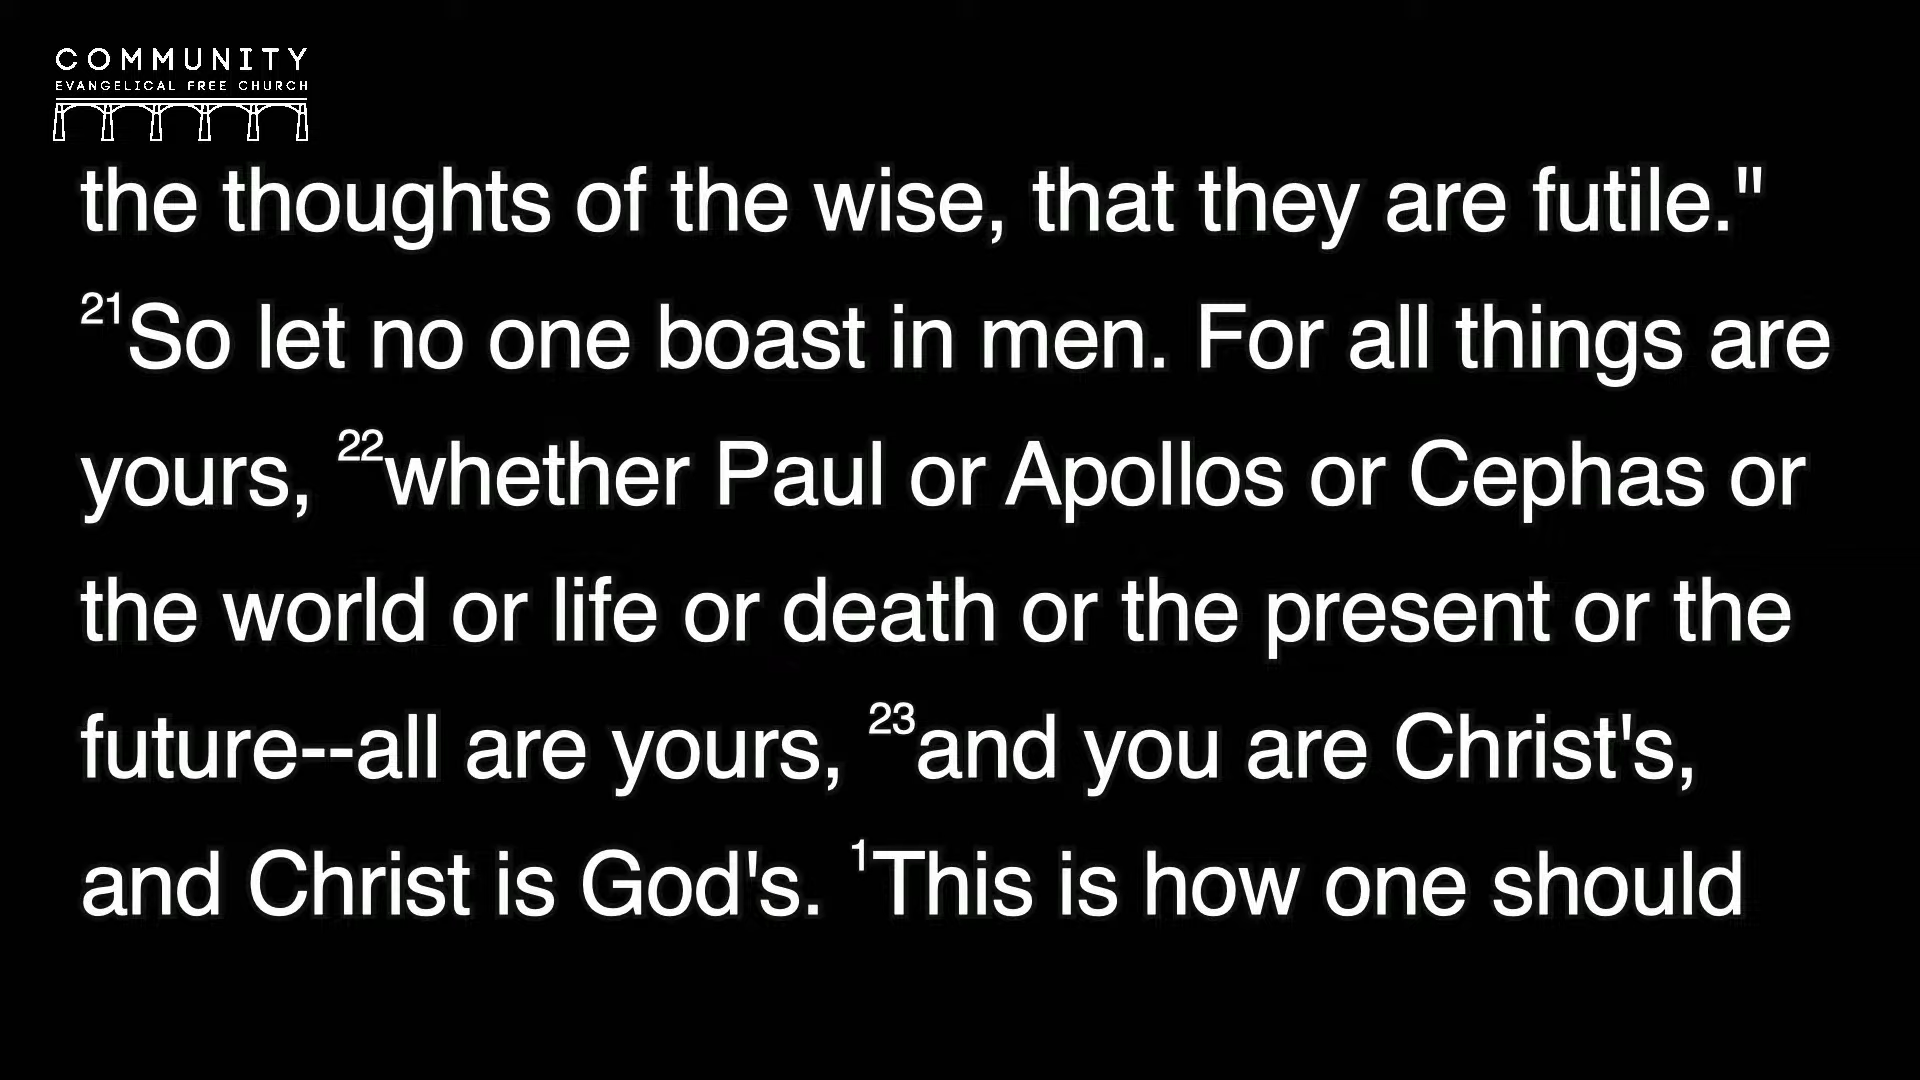 COMMUNITY
EVANGELICAL FREE CHURCH
the thoughts of the wise, that they are futile."
21So let no one boast in men. For all things are
yours, 22whether Paul or Apollos or Cephas or
the world or life or death or the present or the
future--all are yours, 23and you are Christ's,
and Christ is God's. 1This is how one should